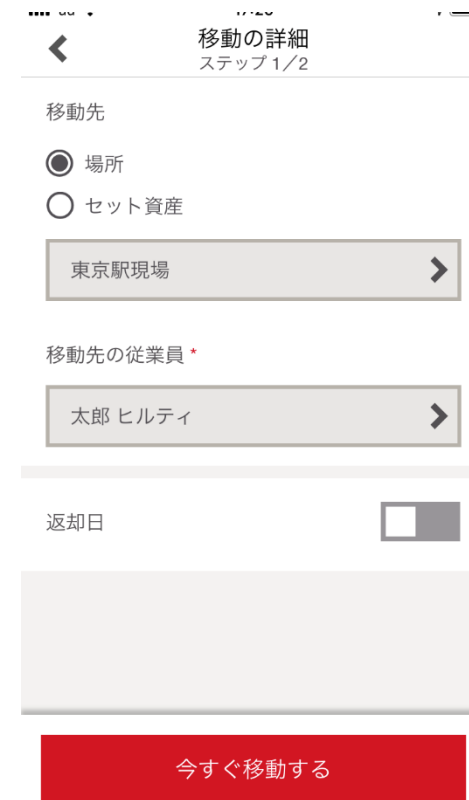 移動の詳細
ステップ 1／2
移動先
場所
セット資産
東京駅現場
移動先の従業員 *
太郎 ヒルティ
返却日
今すぐ移動する